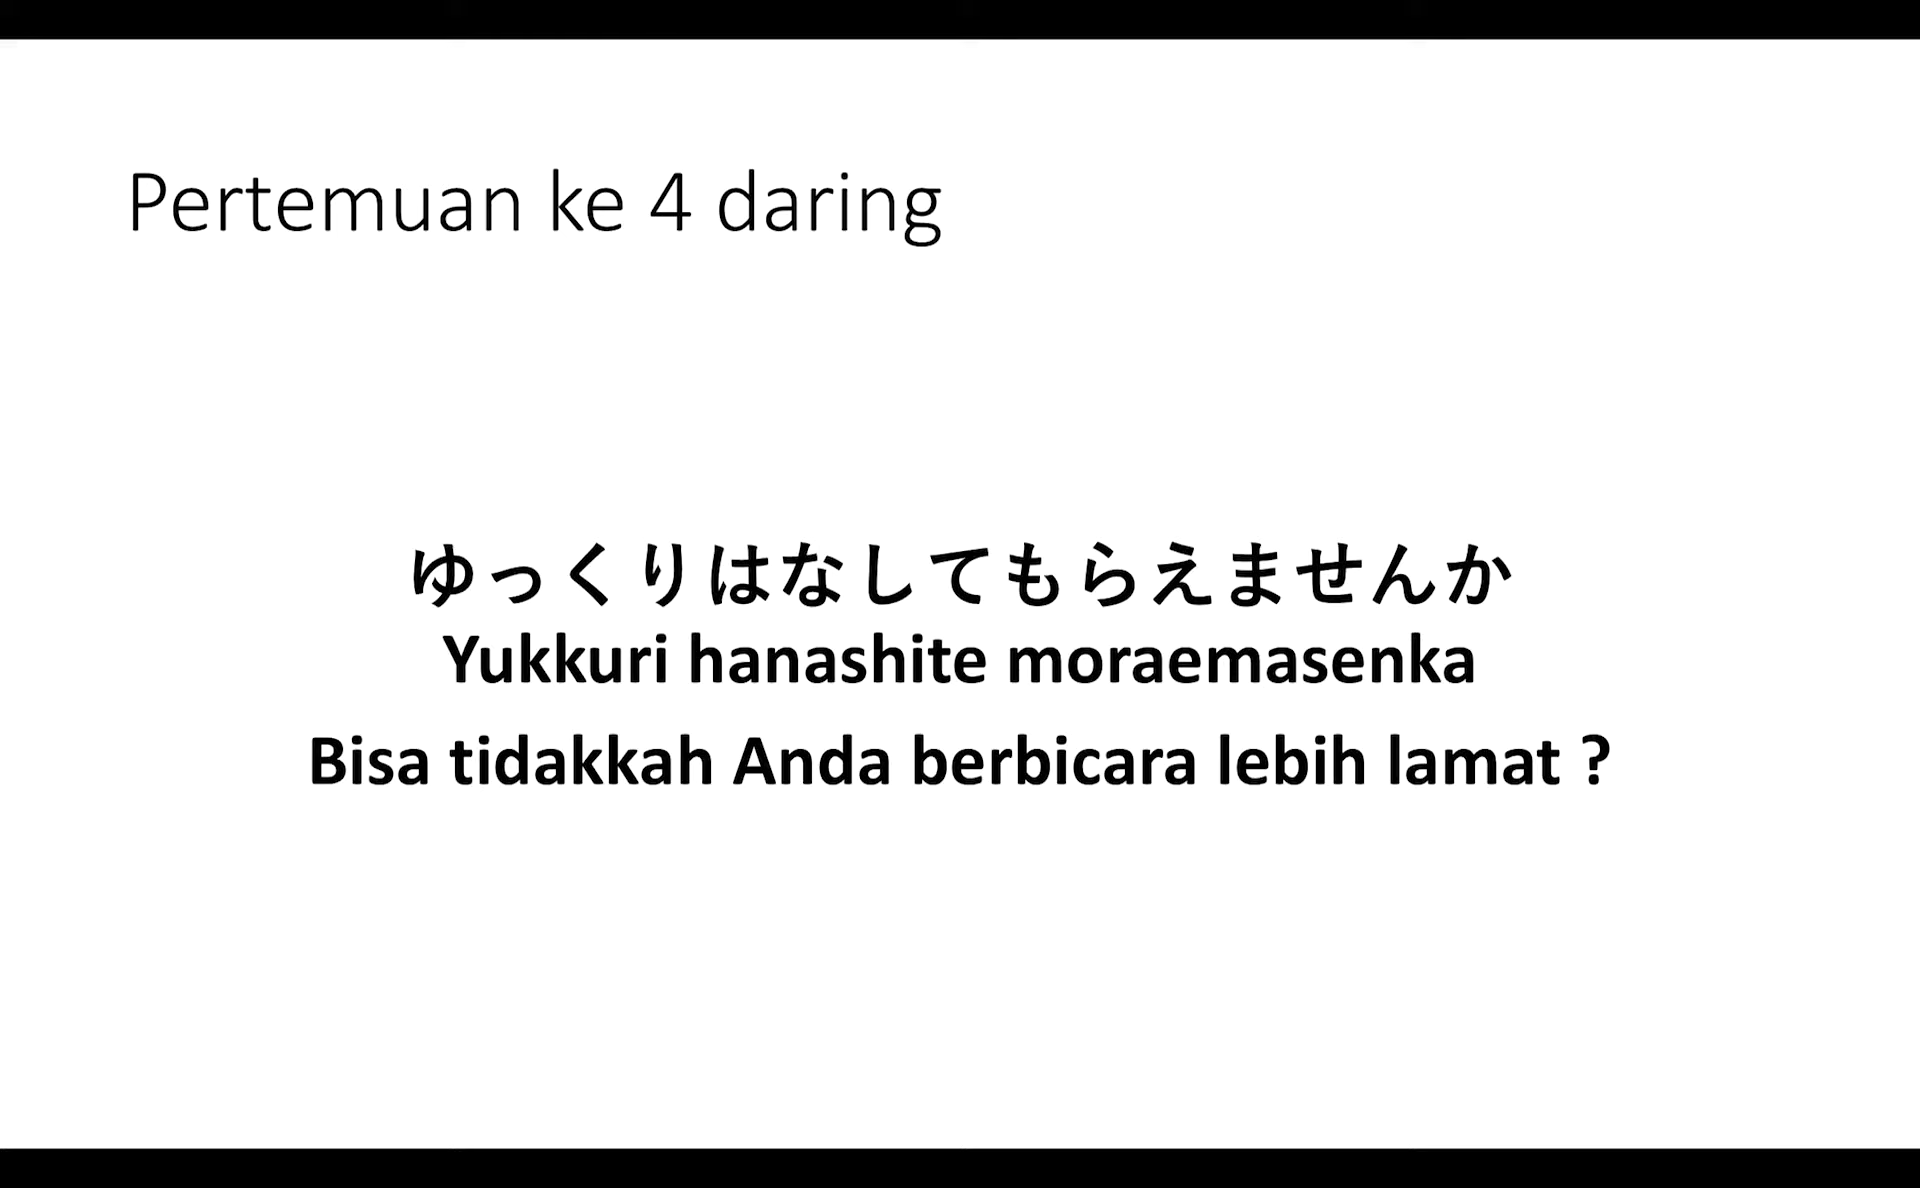 Pertemuan ke 4 daring
ゆっくりはなしてもらえませんか
Yukkuri hanashite moraemasenka
Bisa tidakkah Anda berbicara lebih lamat ?